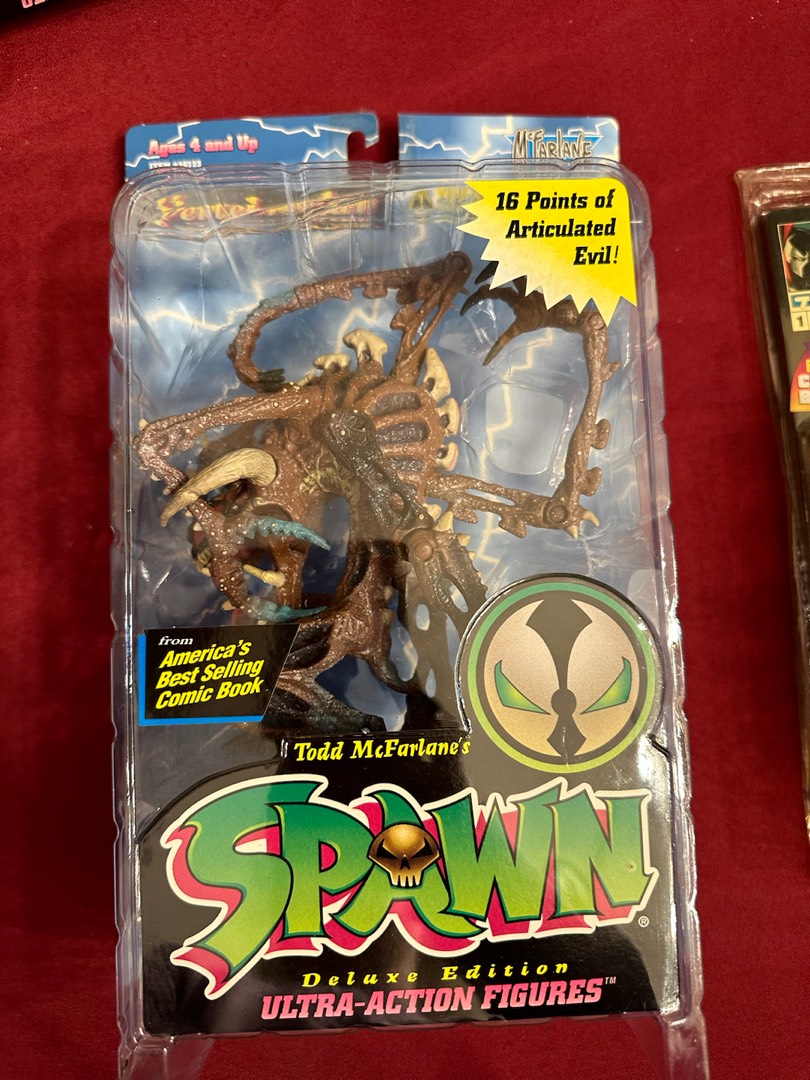 Ages 4 and Up
McFARLANE
16 Points of
Articulated
Evil!
from
America's
Best Selling
Comic Book
Todd McFarlane's
SPAWN®
Deluxe Edition
ULTRA-ACTION FIGURES™